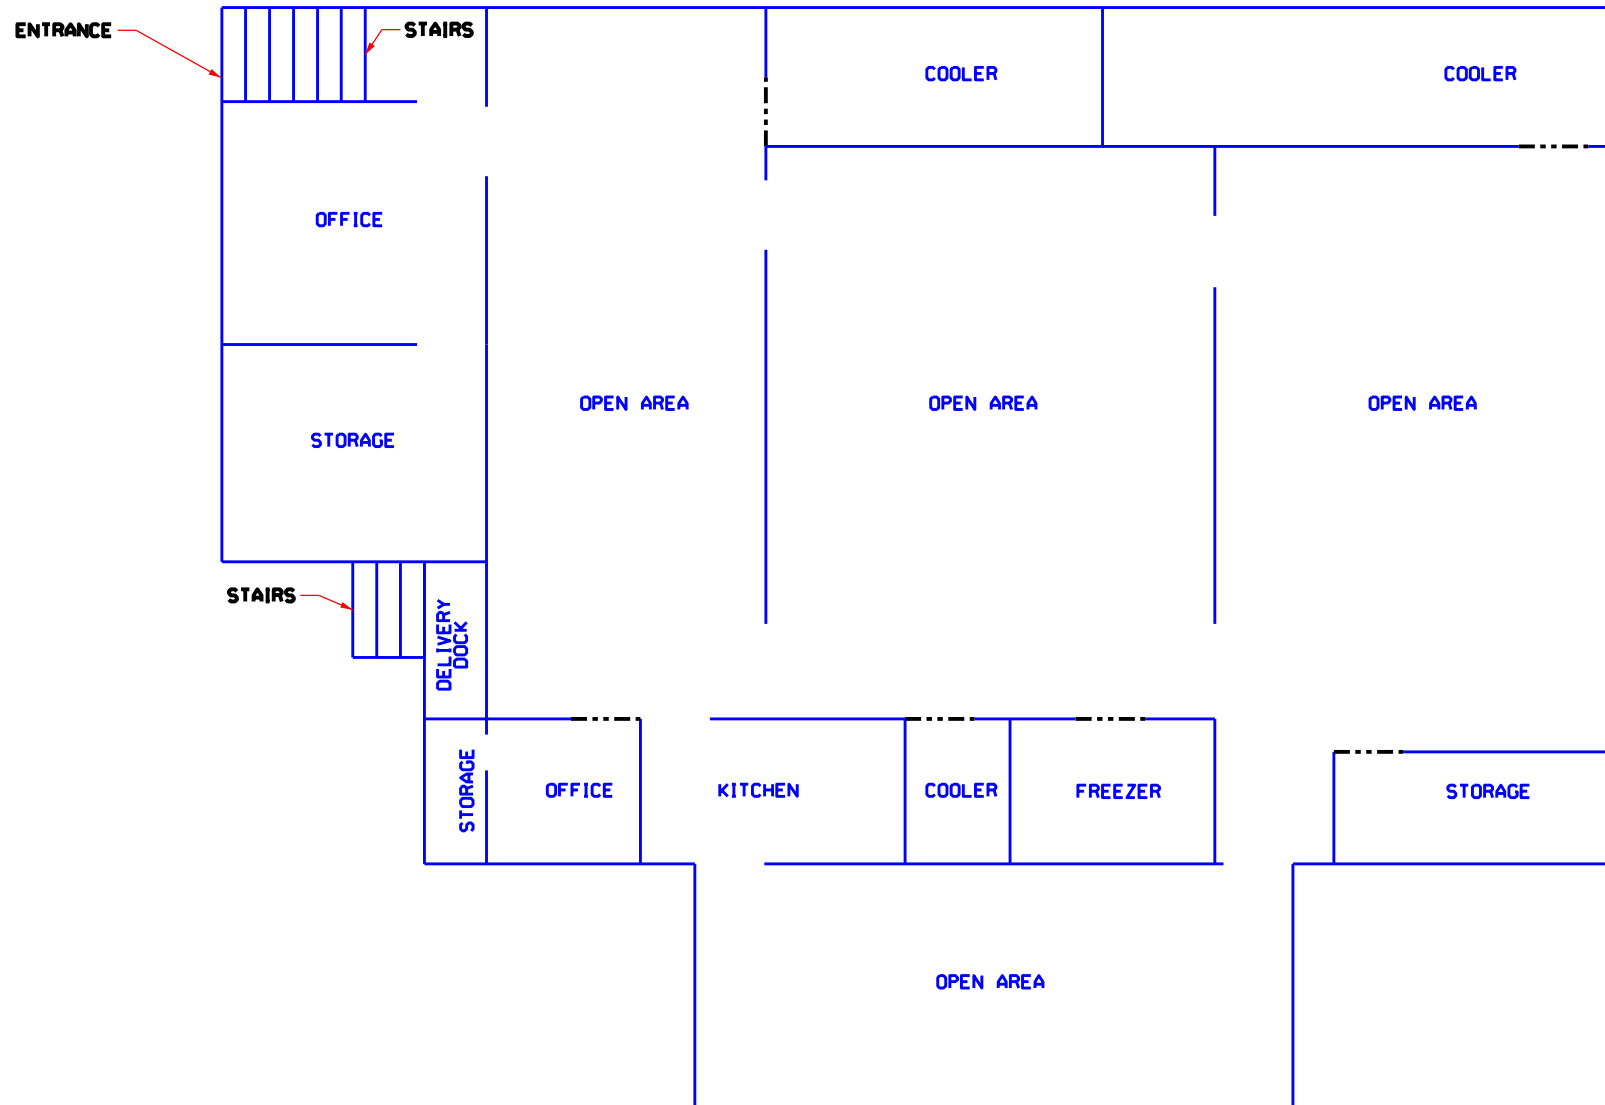 ENTRANCE
STAIRS
COOLER
COOLER
OFFICE
OPEN AREA
OPEN AREA
OPEN AREA
STORAGE
STAIRS
DELIVERY
DOCK
STORAGE
OFFICE
KITCHEN
COOLER
FREEZER
STORAGE
OPEN AREA